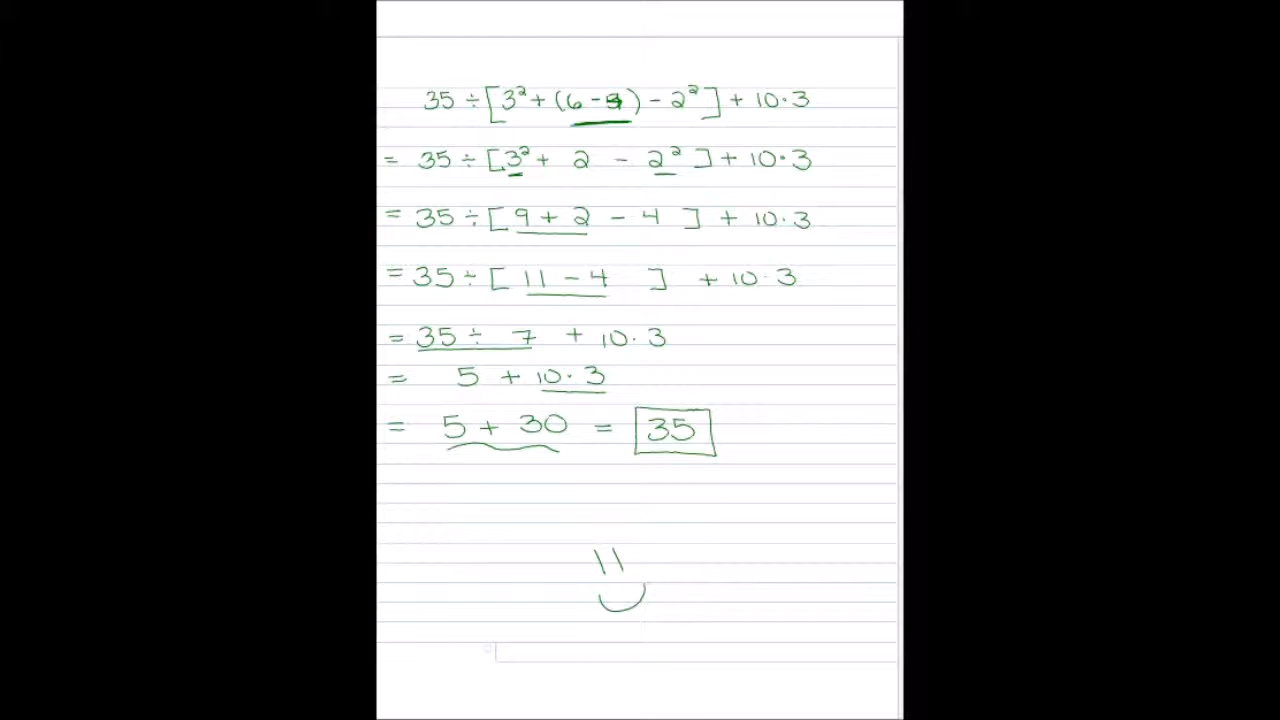 35 ÷ [3² + (6 - 4) - 2²] + 10·3
= 35 ÷ [3² + 2 - 2²] + 10·3
= 35 ÷ [9 + 2 - 4] + 10·3
= 35 ÷ [11 - 4] + 10·3
= 35 ÷ 7 + 10·3
= 5 + 10·3
= 5 + 30 = 35